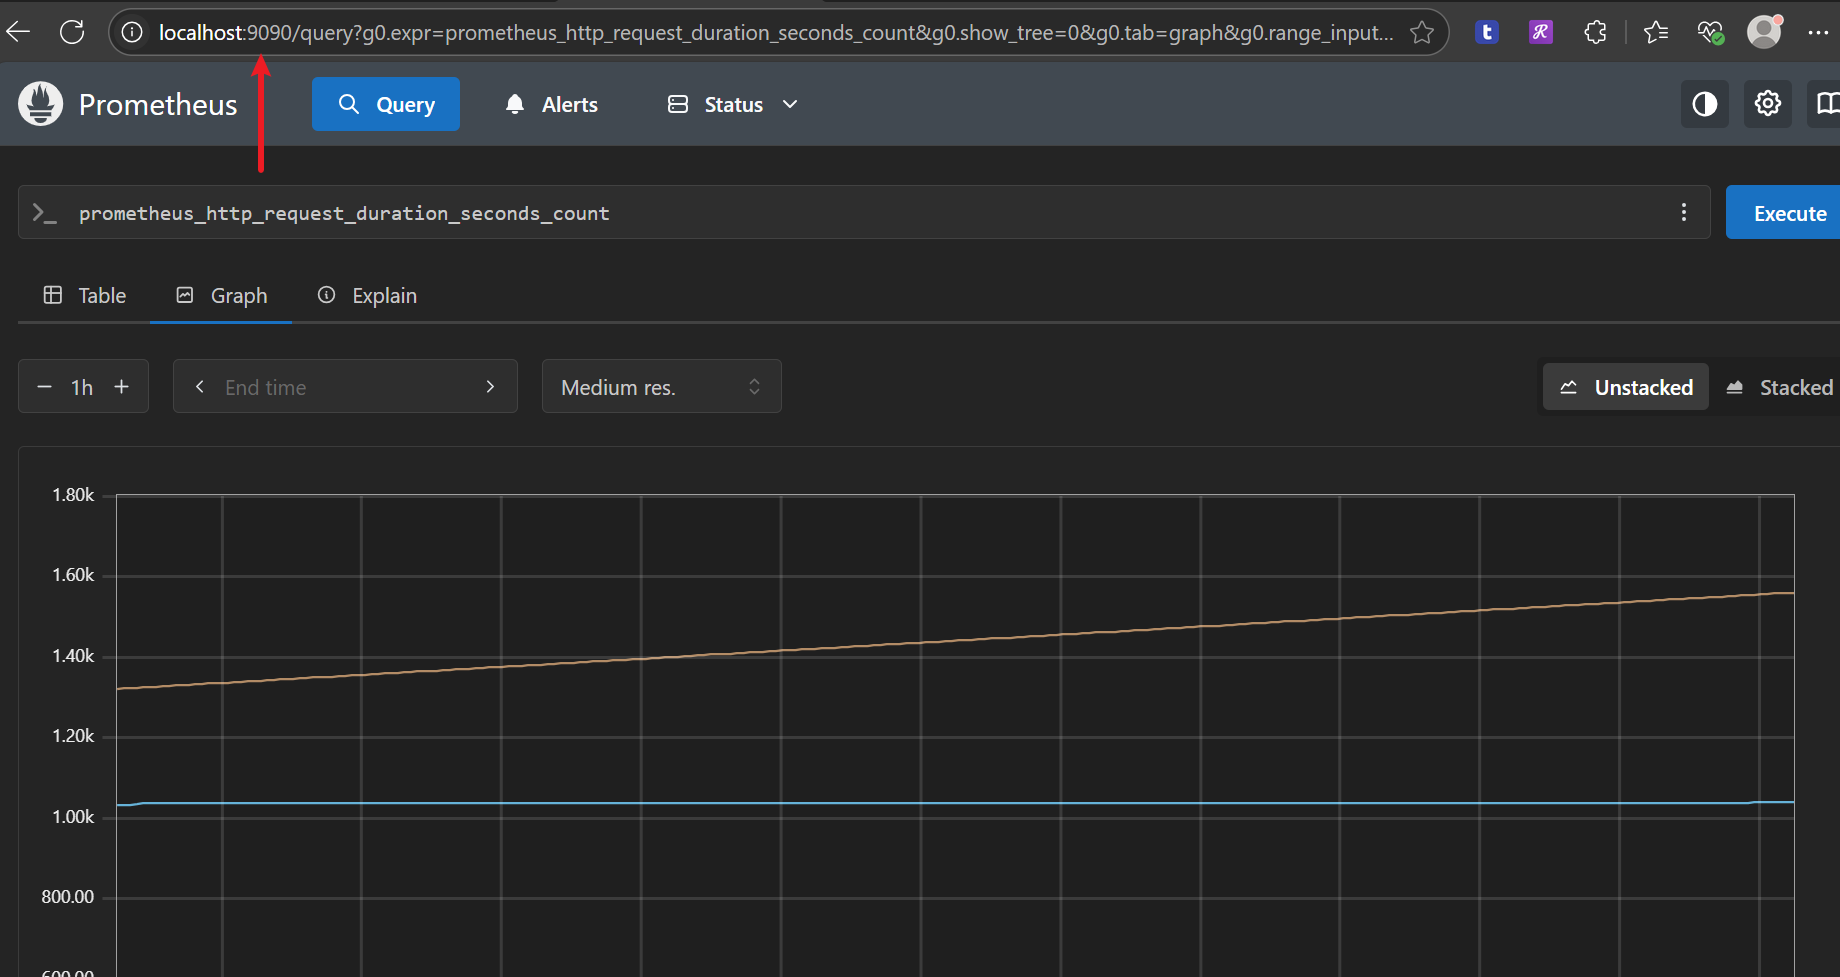 localhost:9090/query?g0.expr=prometheus_http_request_duration_seconds_count&g0.show_tree=0&g0.tab=graph&g0.range_input...
t
R
Prometheus
Query
Alerts
Status
>_ prometheus_http_request_duration_seconds_count
Execute
Table
Graph
Explain
− 1h +
< End time >
Medium res.
Unstacked
Stacked
1.80k
1.60k
1.40k
1.20k
1.00k
800.00
600.00